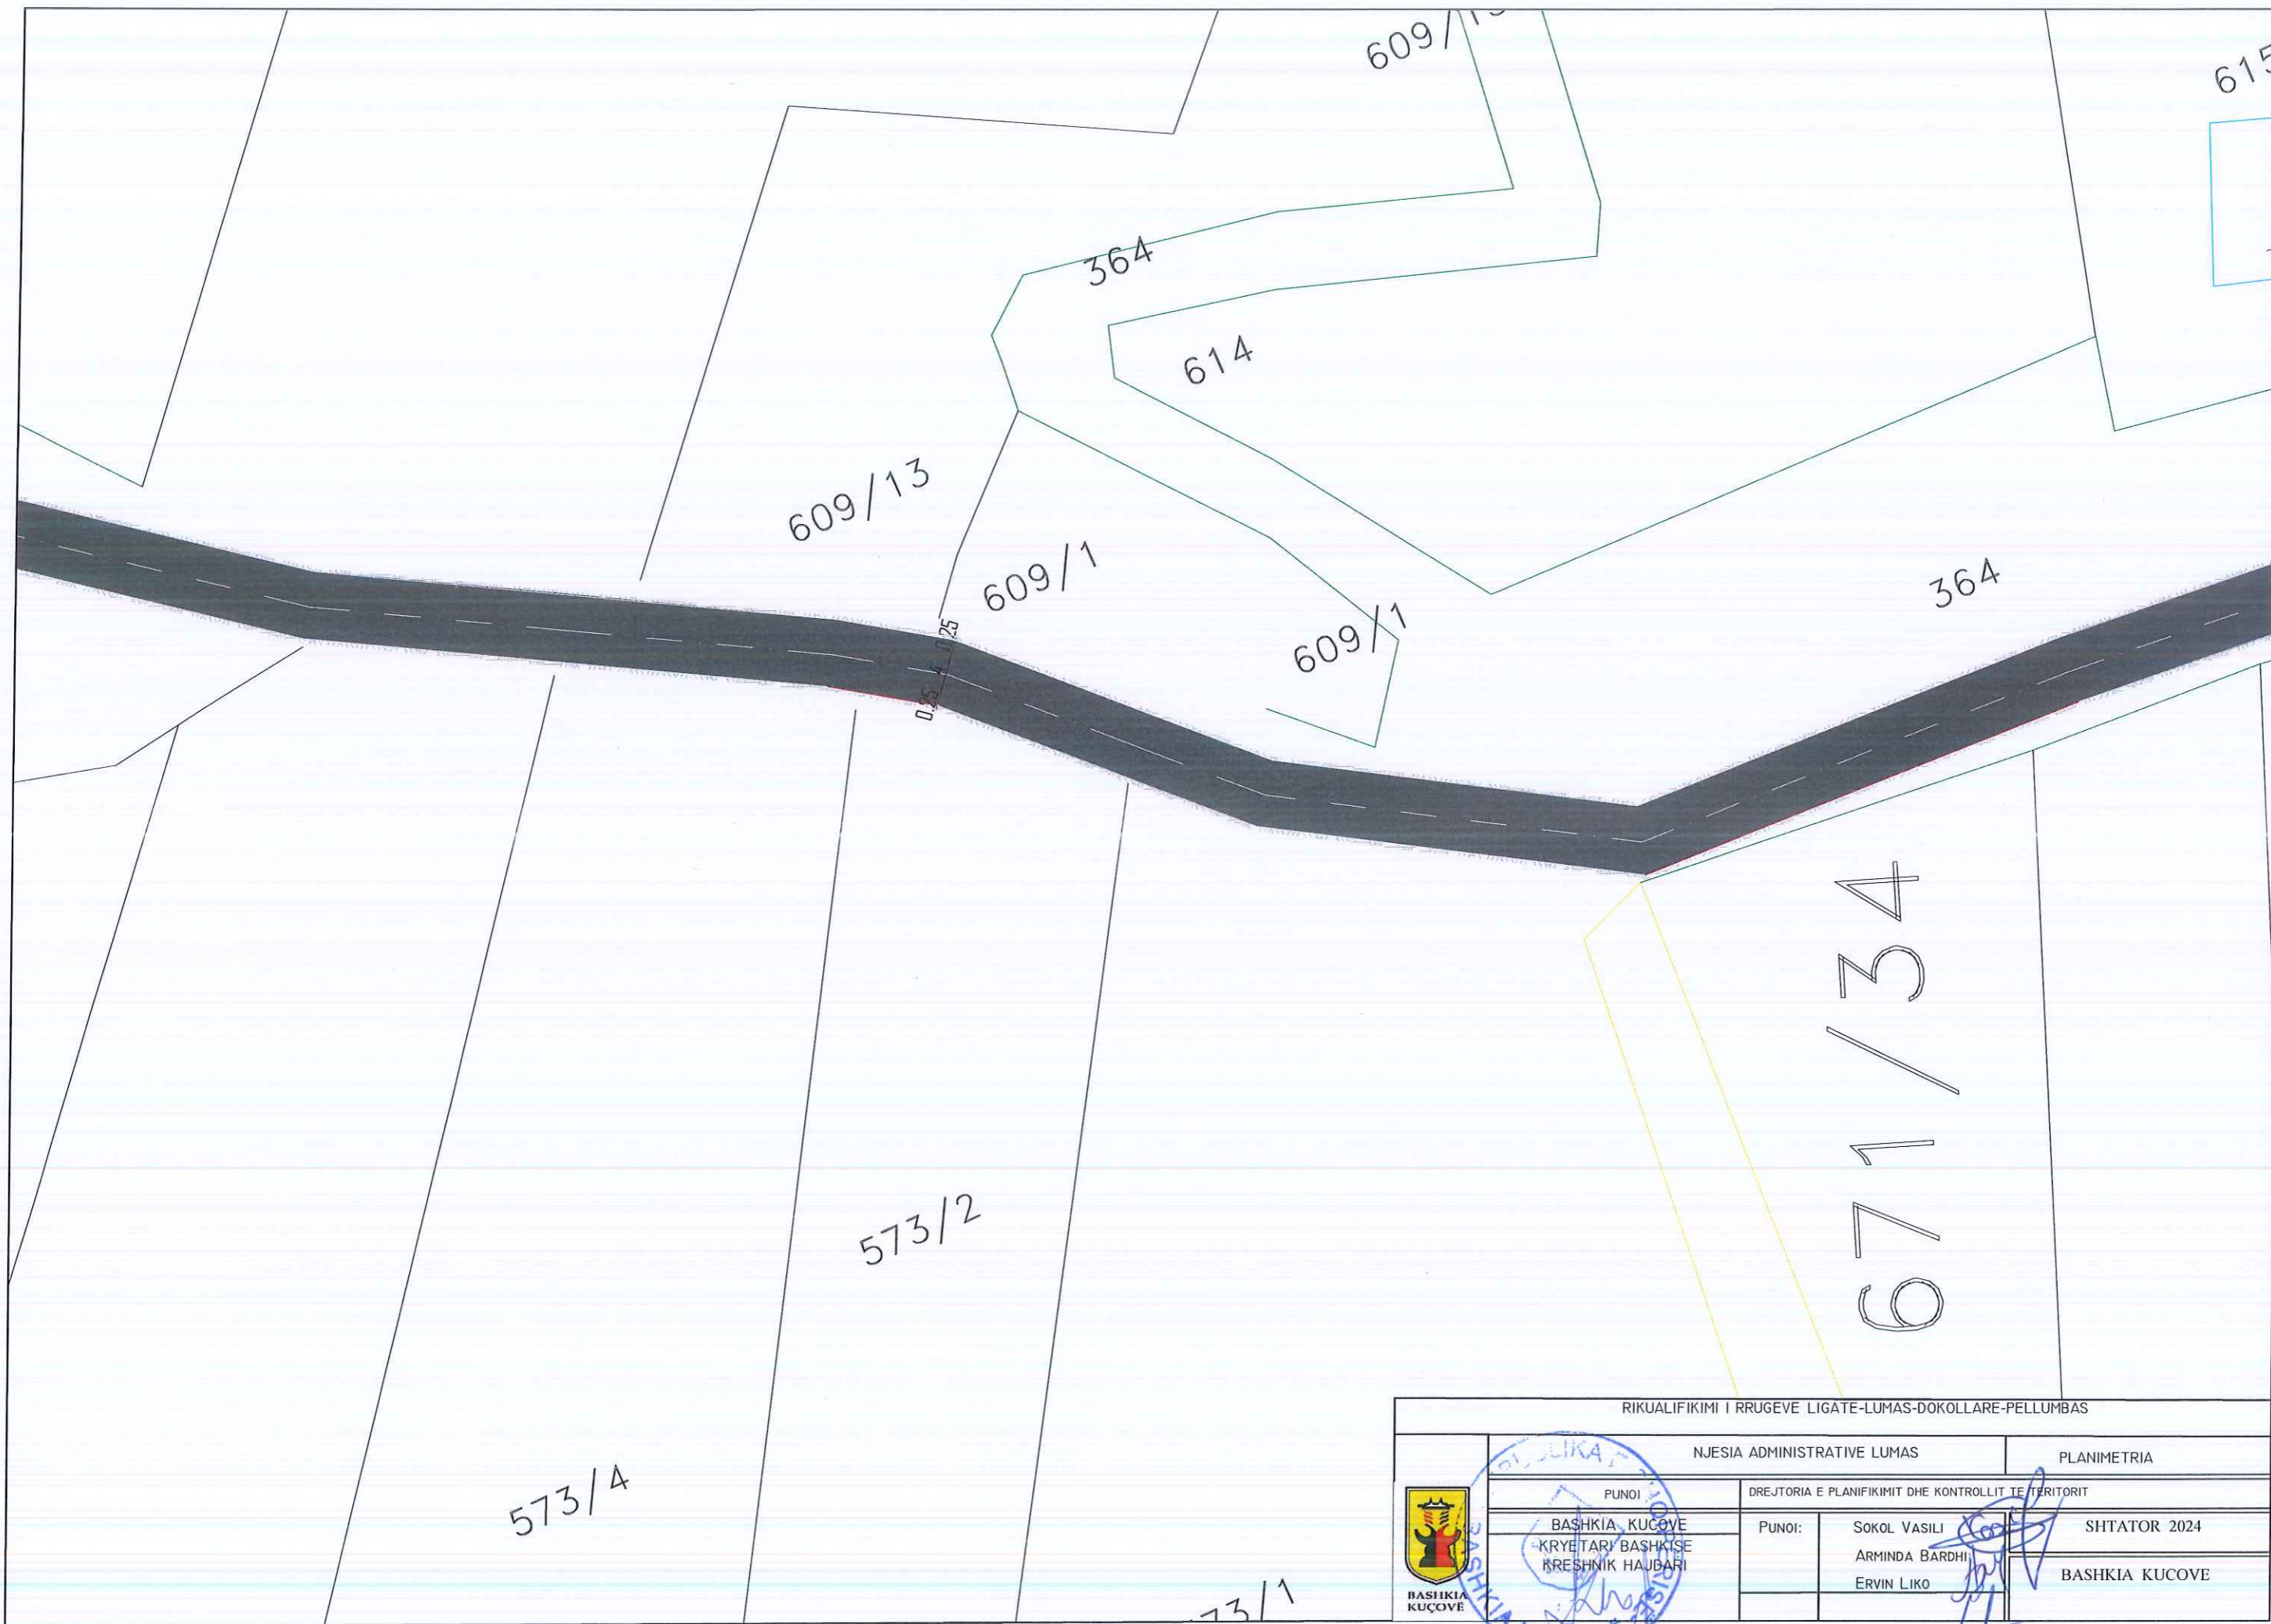 609/
615
364
614
609/13
609/1
609/1
364
0.25
4
0.25
671/34
573/2
573/4
73/1
RIKUALIFIKIMI I RRUGEVE LIGATE-LUMAS-DOKOLLARE-PELLUMBAS
NJESIA ADMINISTRATIVE LUMAS
PLANIMETRIA
PUNOI
DREJTORIA E PLANIFIKIMIT DHE KONTROLLIT TE TERITORIT
BASHKIA KUCOVE
KRYETARI BASHKISE
KRESHNIK HAJDARI
PUNOI:
SOKOL VASILI
ARMINDA BARDHI
ERVIN LIKO
SHTATOR 2024
BASHKIA KUCOVE
BASHKIA
KUÇOVË